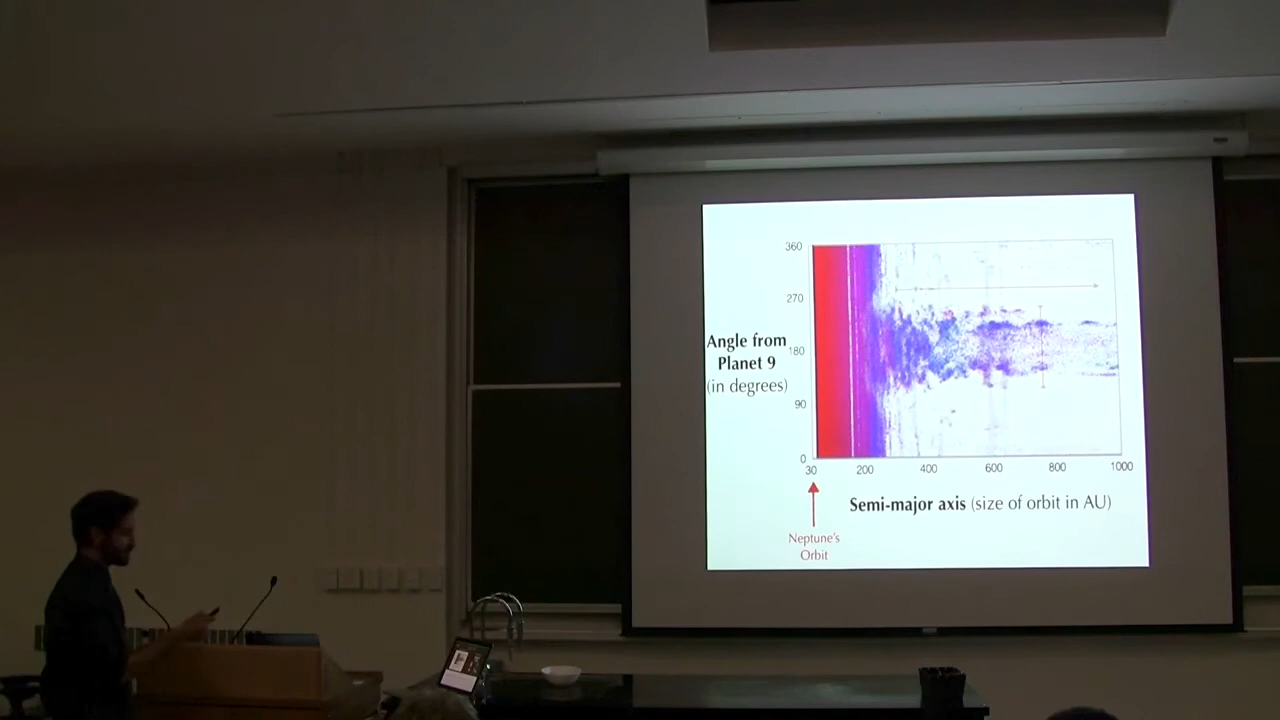 360
270
Angle from
Planet 9
(in degrees)
180
90
0
30
200
400
600
800
1000
Semi-major axis (size of orbit in AU)
Neptune's
Orbit